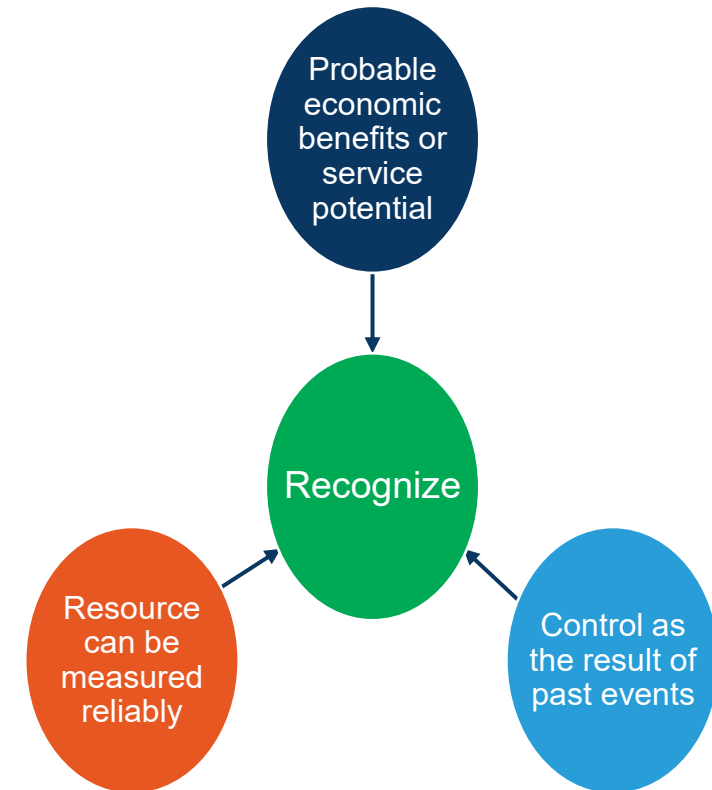 Probable
economic
benefits or
service
potential
Recognize
Resource
can be
measured
reliably
Control as
the result of
past events